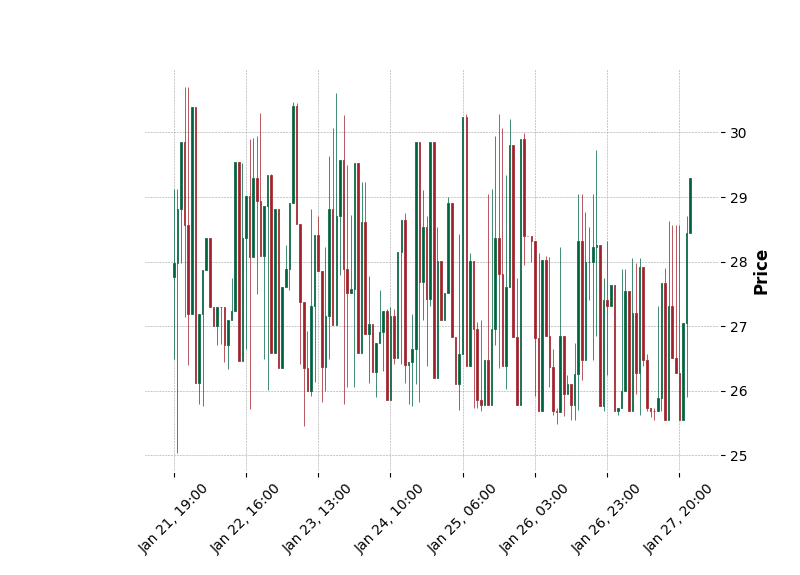 30
29
28
27
26
25
Price
Jan 21, 19:00
Jan 22, 16:00
Jan 23, 13:00
Jan 24, 10:00
Jan 25, 06:00
Jan 26, 03:00
Jan 26, 23:00
Jan 27, 20:00